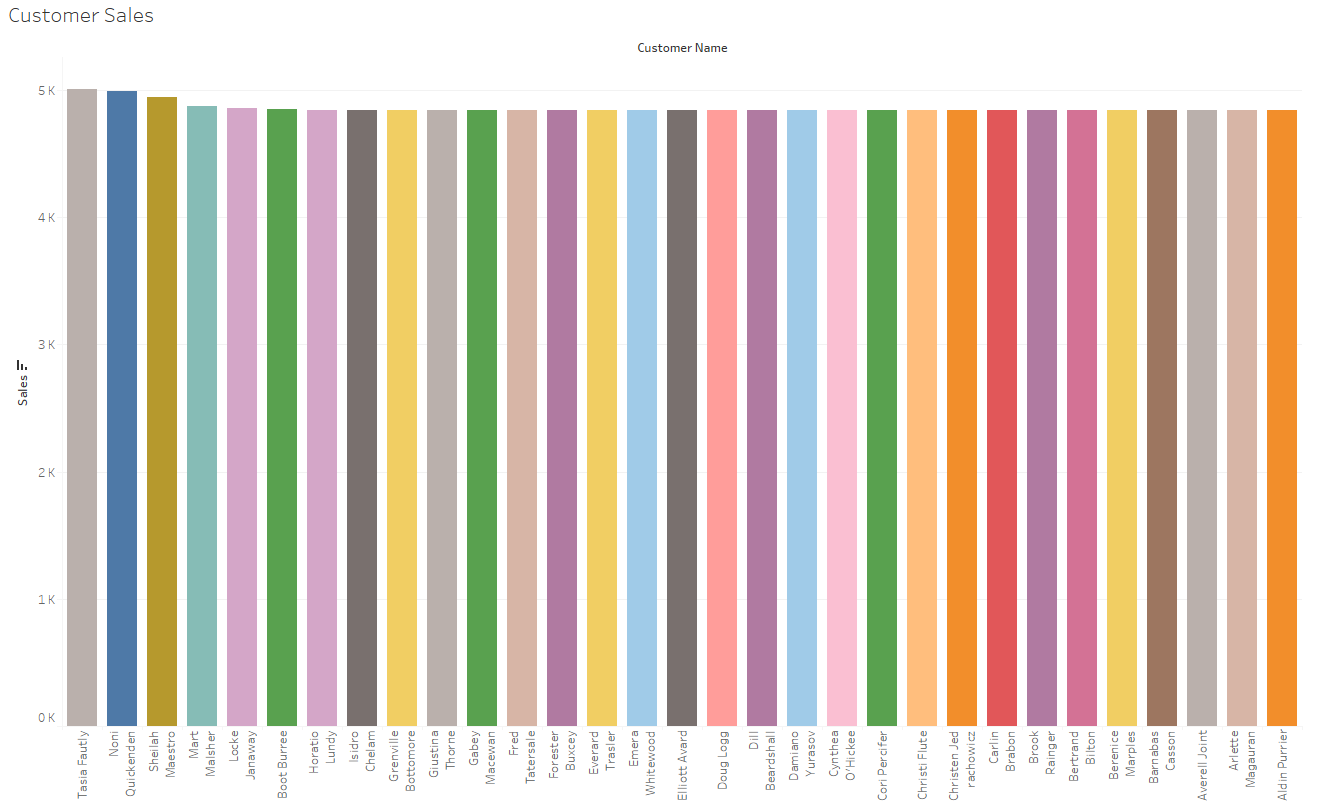 Customer Sales
Customer Name
5 K
4 K
3 K
2 K
1 K
0 K
Sales
Tasia Fautly
Noni
Quickenden
Sheilah
Maestro
Mart
Malsher
Locke
Janaway
Boot Burree
Horatio
Lundy
Isidro
Chelam
Grenville
Bottomore
Giustina
Thorne
Gabey
Macewan
Fred
Tatersale
Forester
Buxcey
Everard
Trasler
Emera
Whitewood
Elliott Avard
Doug Logg
Dill
Beardshall
Damiano
Yurasov
Cynthea
O'Hickee
Cori Percifer
Christi Flute
Christen Jed
rachowicz
Carlin
Brabon
Brook
Rainger
Bertrand
Bilton
Berenice
Marples
Barnabas
Casson
Averell Joint
Arlette
Magauran
Aldin Purrier